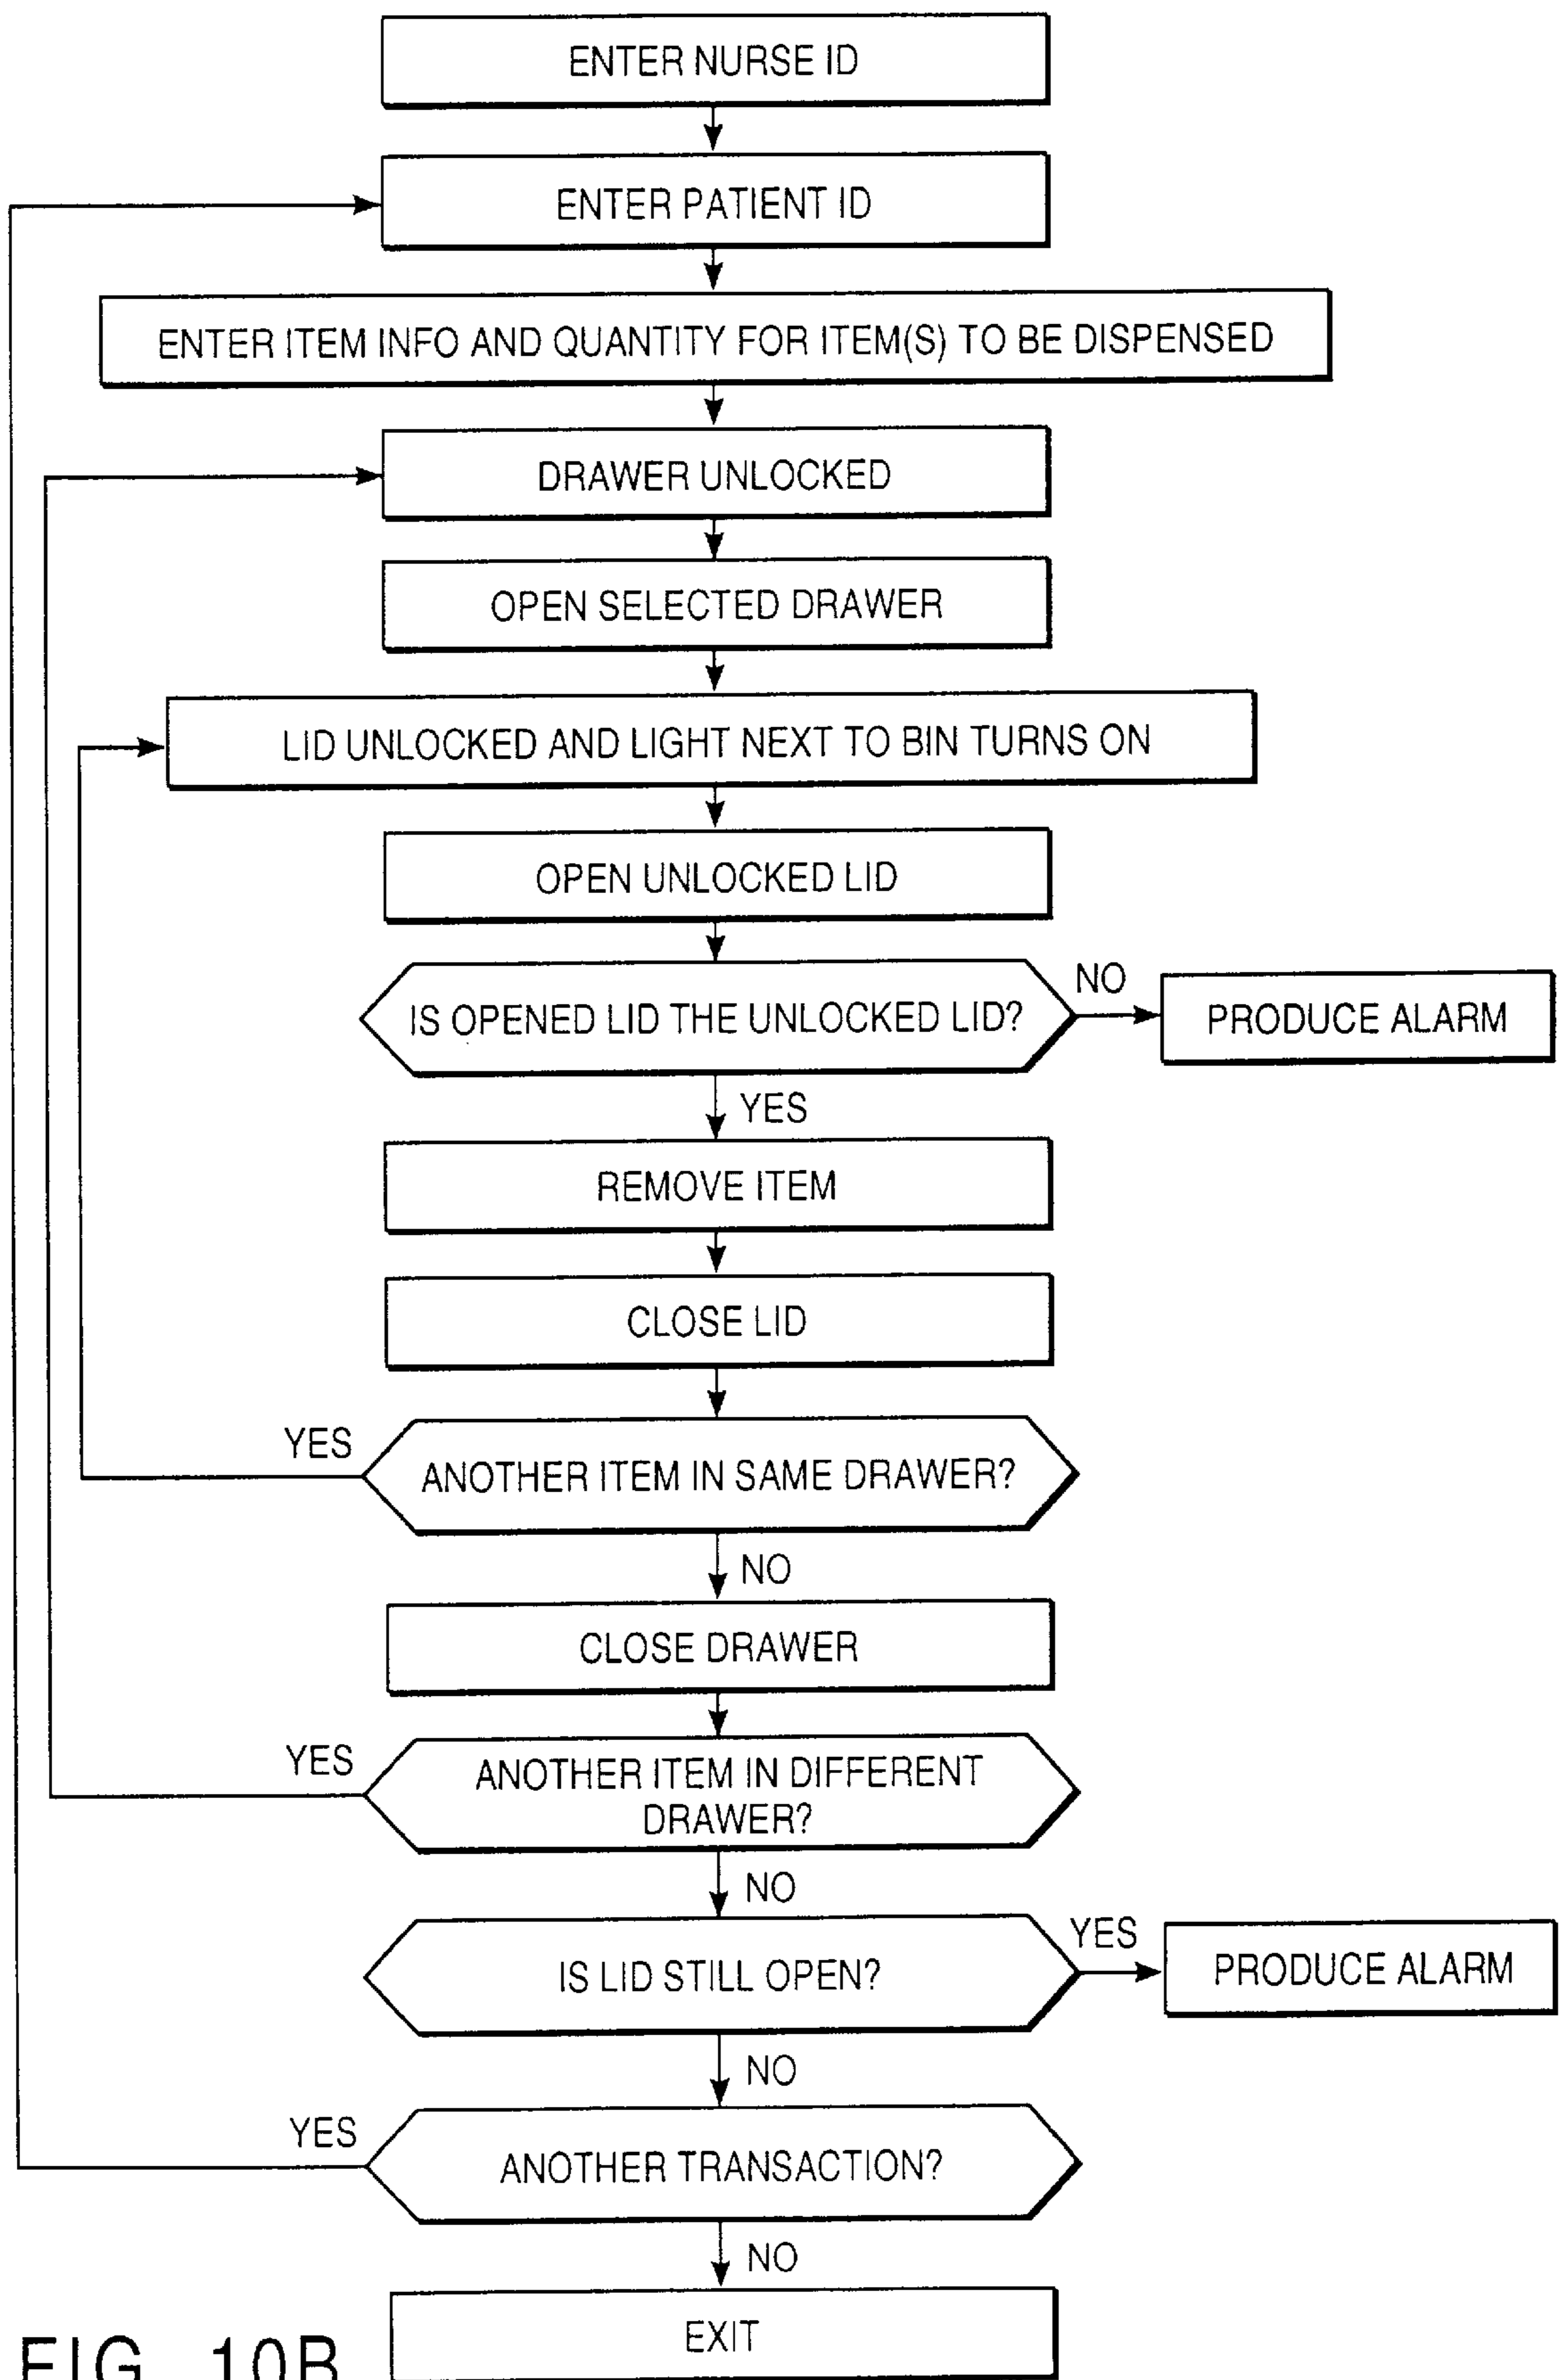 ENTER NURSE ID
ENTER PATIENT ID
ENTER ITEM INFO AND QUANTITY FOR ITEM(S) TO BE DISPENSED
DRAWER UNLOCKED
OPEN SELECTED DRAWER
LID UNLOCKED AND LIGHT NEXT TO BIN TURNS ON
OPEN UNLOCKED LID
IS OPENED LID THE UNLOCKED LID?
NO
PRODUCE ALARM
YES
REMOVE ITEM
CLOSE LID
YES
ANOTHER ITEM IN SAME DRAWER?
NO
CLOSE DRAWER
YES
ANOTHER ITEM IN DIFFERENT
DRAWER?
NO
IS LID STILL OPEN?
YES
PRODUCE ALARM
NO
YES
ANOTHER TRANSACTION?
NO
EXIT
FIG. 10B